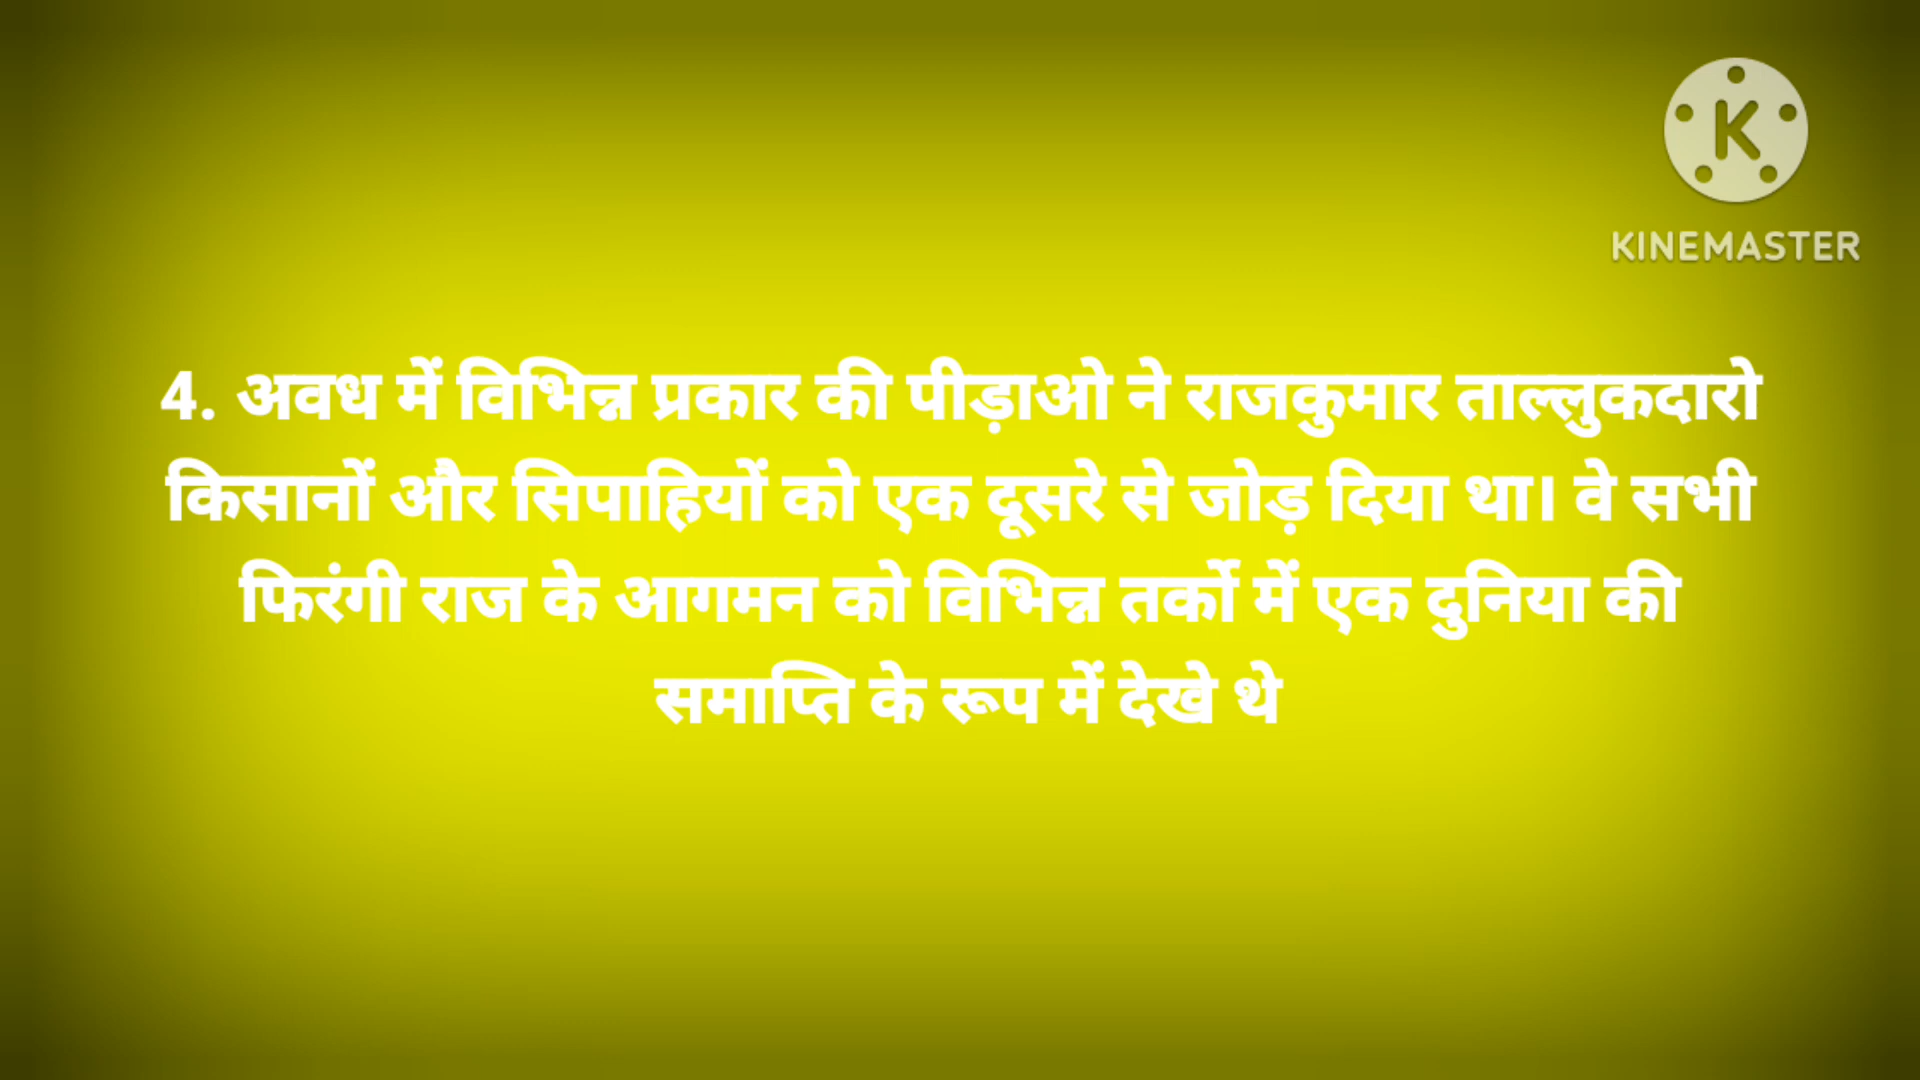 KINEMASTER
4. अवध में विभिन्न प्रकार की पीड़ाओ ने राजकुमार ताल्लुकदारो
किसानों और सिपाहियों को एक दूसरे से जोड़ दिया था। वे सभी
फिरंगी राज के आगमन को विभिन्न तर्को में एक दुनिया की
समाप्ति के रूप में देखे थे